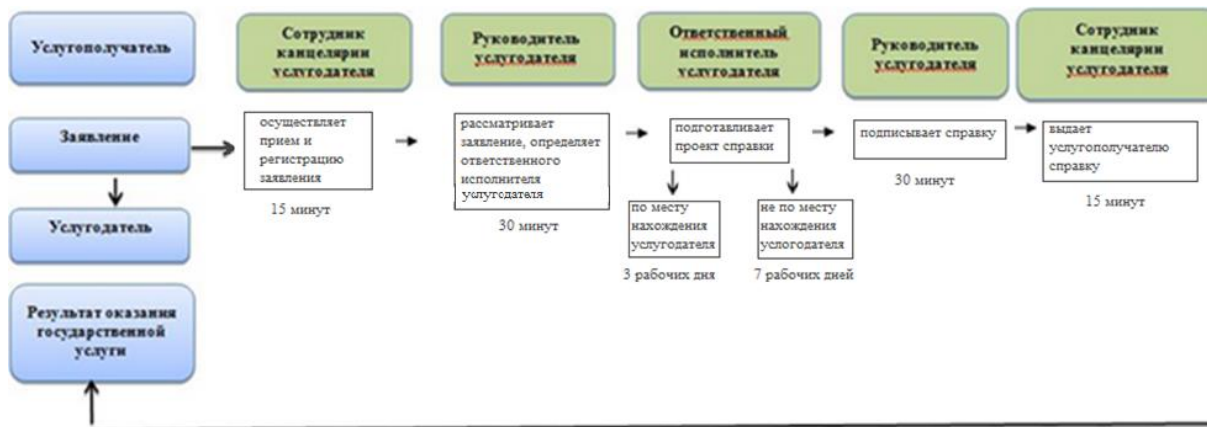 Услугополучатель
Сотрудник
канцелярии
услугодателя
Руководитель
услугодателя
Ответственный
исполнитель
услугодателя
Руководитель
услугодателя
Сотрудник
канцелярии
услугодателя
Заявление
осуществляет
прием и
регистрацию
заявления
15 минут
рассматривает
заявление, определяет
ответственного
исполнителя
услугодателя
30 минут
подготавливает
проект справки
по месту
нахождения
услугодателя
3 рабочих дня
не по месту
нахождения
услогодателя
7 рабочих дней
подписывает справку
30 минут
выдает
услугополучателю
справку
15 минут
Услугодатель
Результат оказания
государственной
услуги